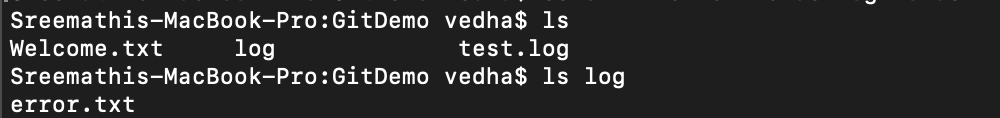 Sreemathis-MacBook-Pro:GitDemo vedha$ ls
Welcome.txt log test.log
Sreemathis-MacBook-Pro:GitDemo vedha$ ls log
error.txt